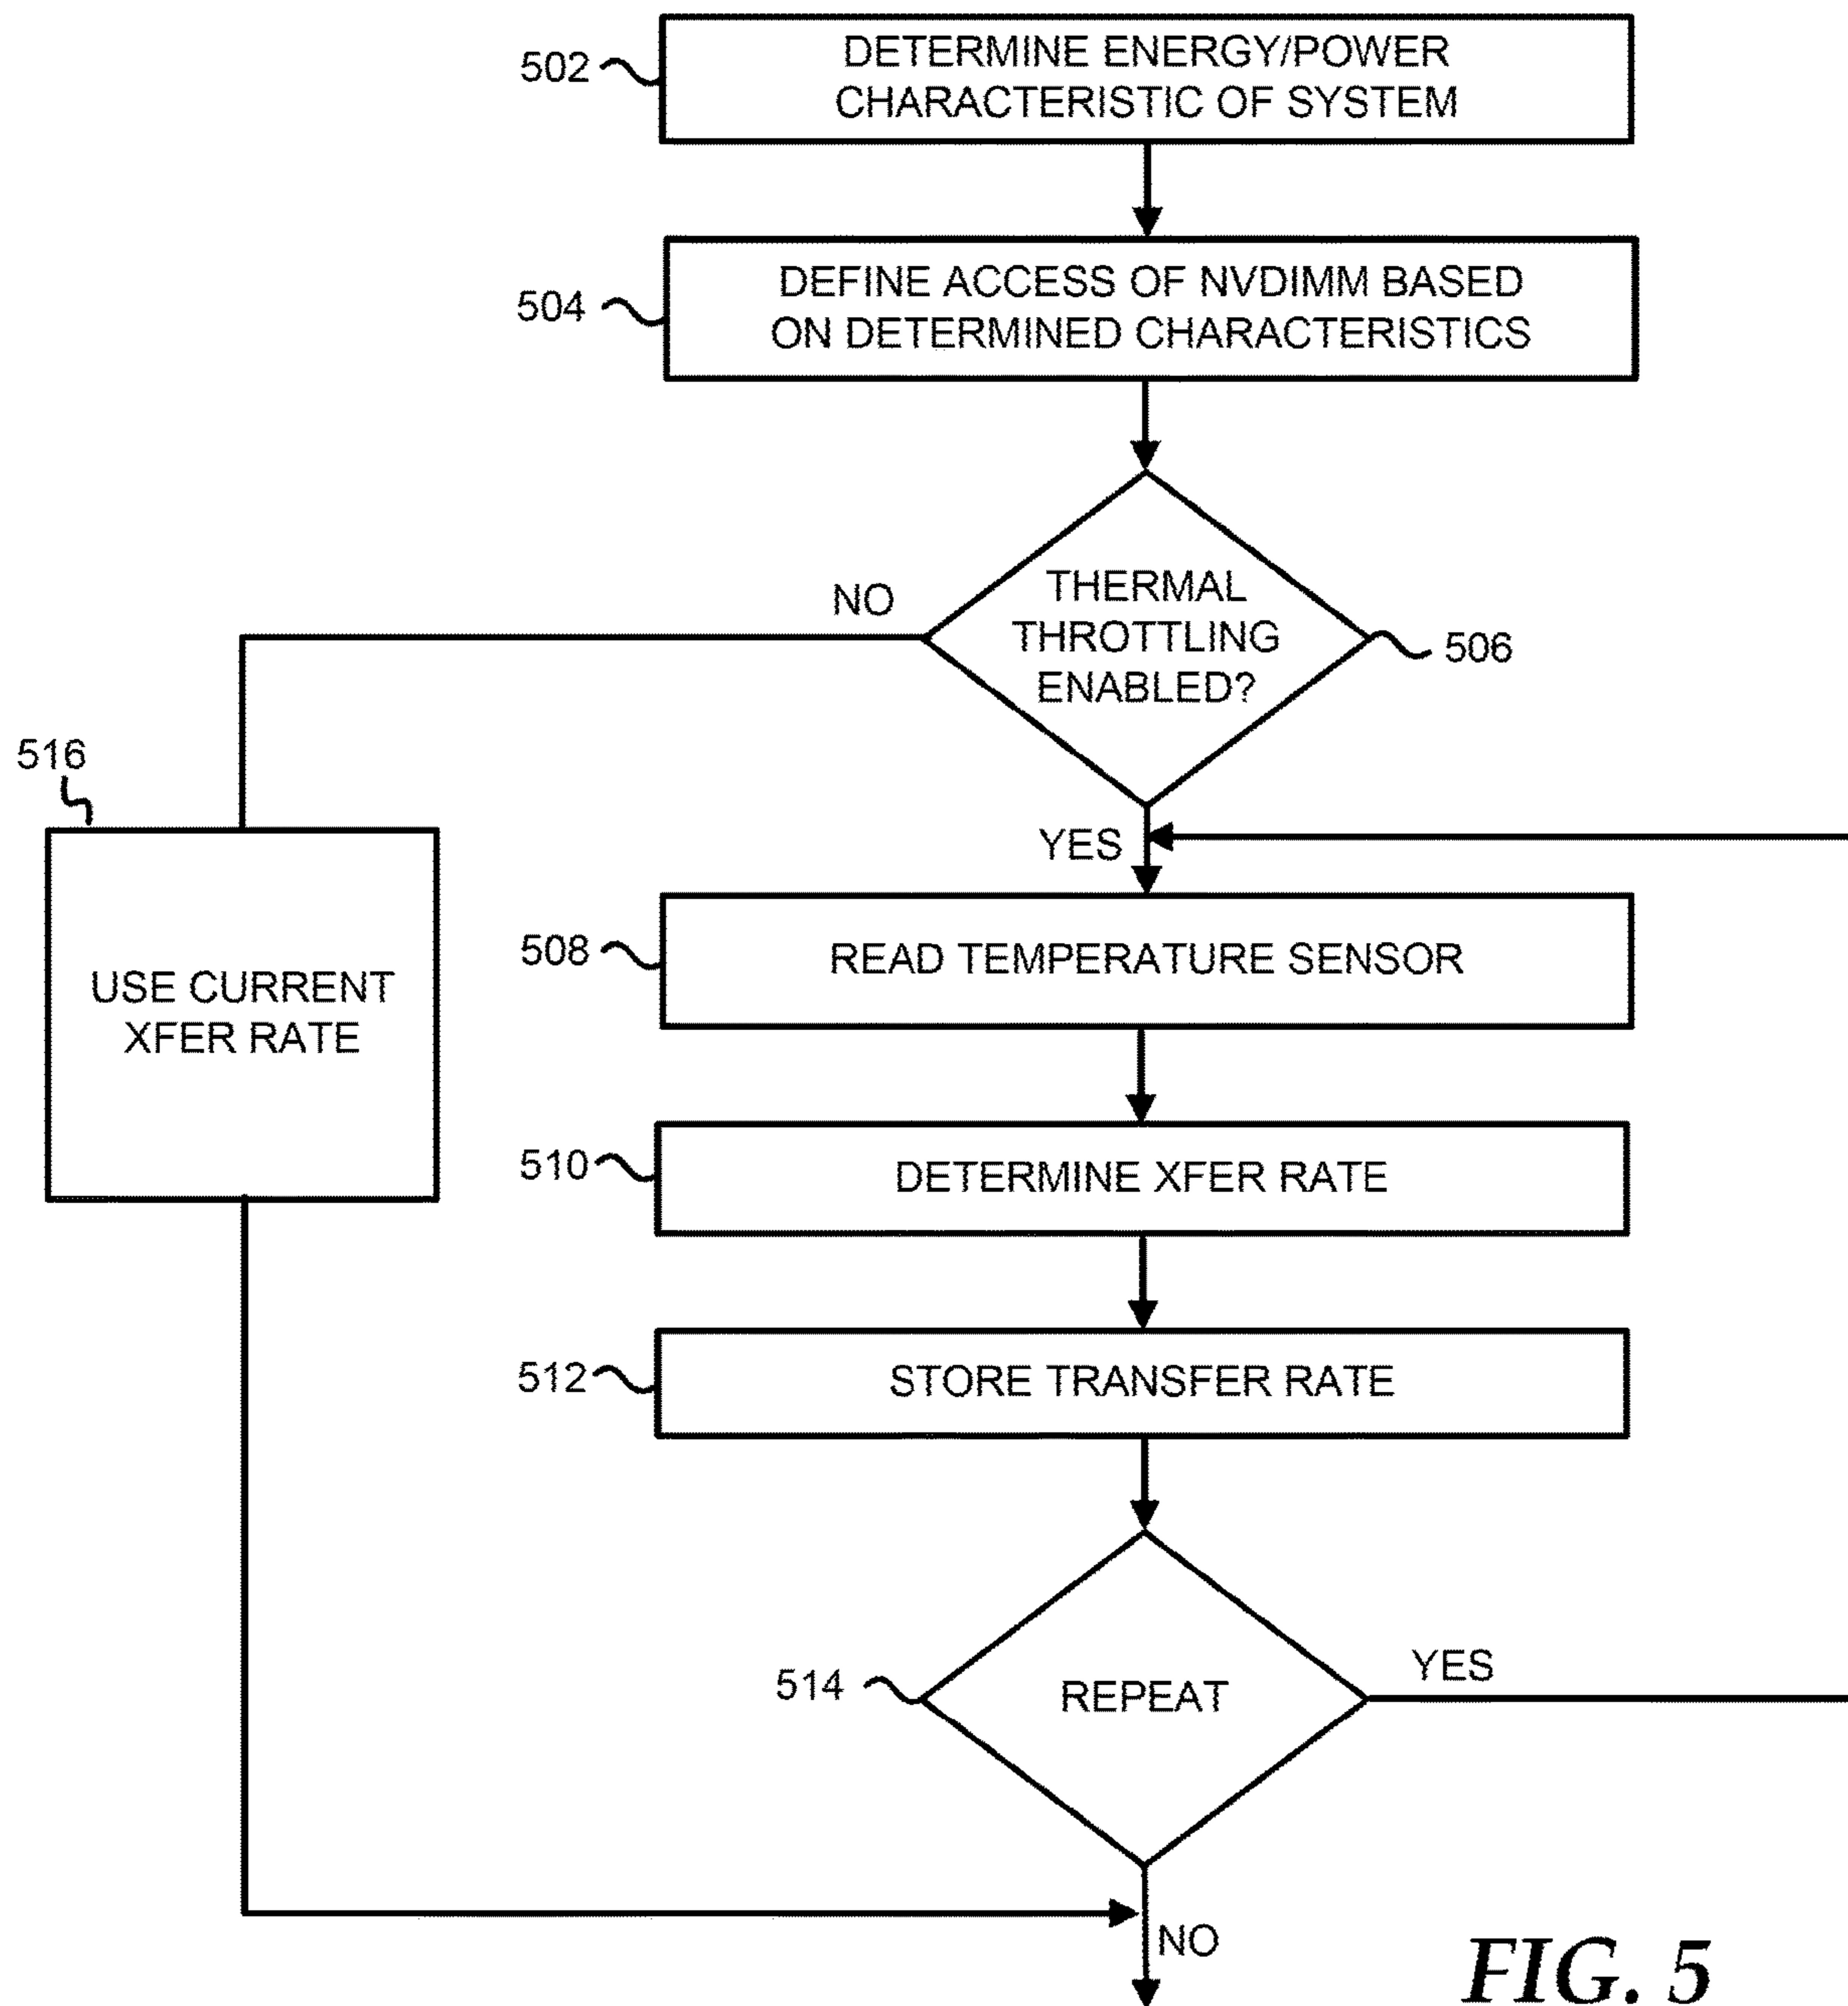 502
DETERMINE ENERGY/POWER
CHARACTERISTIC OF SYSTEM
504
DEFINE ACCESS OF NVDIMM BASED
ON DETERMINED CHARACTERISTICS
NO
THERMAL
THROTTLING
ENABLED?
506
516
YES
USE CURRENT
XFER RATE
508
READ TEMPERATURE SENSOR
510
DETERMINE XFER RATE
512
STORE TRANSFER RATE
514
REPEAT
YES
NO
FIG. 5